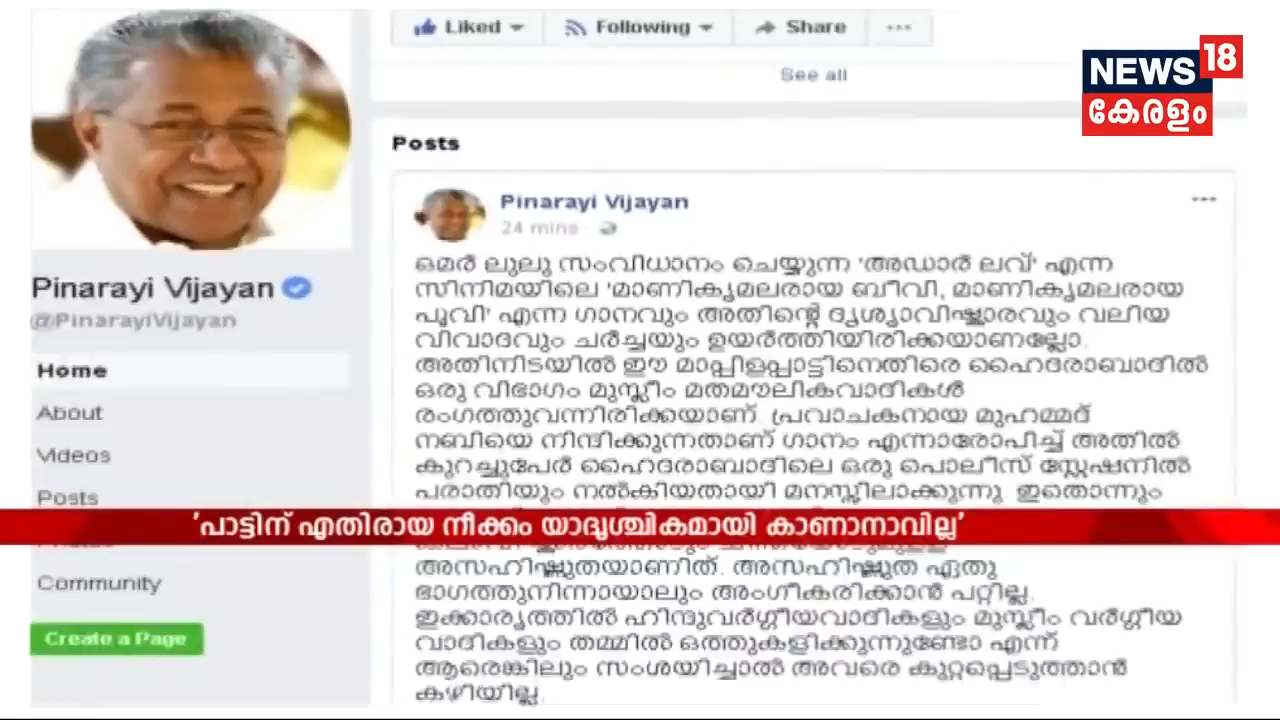 Liked
Following
Share
See all
NEWS 18
കേരളം
Posts
Pinarayi Vijayan
24 mins
Pinarayi Vijayan
@PinarayiVijayan
Home
About
Videos
Posts
Community
Create a Page
ഒമർ ലുലു സംവിധാനം ചെയ്യുന്ന 'അഡാർ ലവ്' എന്ന
സിനിമയിലെ 'മാണിക്യമലരായ ബീവി, മാണിക്യമലരായ
പൂവി' എന്ന ഗാനവും അതിന്റെ ദൃശ്യാവിഷ്ക്കാരവും വലിയ
വിവാദവും ചർച്ചയും ഉയർത്തിയിരിക്കയാണല്ലോ.
അതിനിടയിൽ ഈ മാപ്പിളപ്പാട്ടിനെതിരെ ഹൈദരാബാദിൽ
ഒരു വിഭാഗം മുസ്ലീം മതമൗലികവാദികൾ
രംഗത്തുവന്നിരിക്കയാണ്. പ്രവാചകനായ മുഹമ്മദ്
നബിയെ നിന്ദിക്കുന്നതാണ് ഗാനം എന്നാരോപിച്ച് അതിൽ
കുറച്ചുപേർ ഹൈദരാബാദിലെ ഒരു പൊലീസ് സ്റ്റേഷനിൽ
പരാതിയും നൽകിയതായി മനസ്സിലാക്കുന്നു. ഇതൊന്നും
'പാട്ടിന് എതിരായ നീക്കം യാദൃശ്ചികമായി കാണാനാവില്ല'
അസഹിഷ്ണുതയാണിത്. അസഹിഷ്ണുത ഏതു
ഭാഗത്തുനിന്നായാലും അംഗീകരിക്കാൻ പറ്റില്ല.
ഇക്കാര്യത്തിൽ ഹിന്ദുവർഗ്ഗീയവാദികളും മുസ്ലീം വർഗ്ഗീയ
വാദികളും തമ്മിൽ ഒത്തുകളിക്കുന്നുണ്ടോ എന്ന്
ആരെങ്കിലും സംശയിച്ചാൽ അവരെ കുറ്റപ്പെടുത്താൻ
കഴിയില്ല.